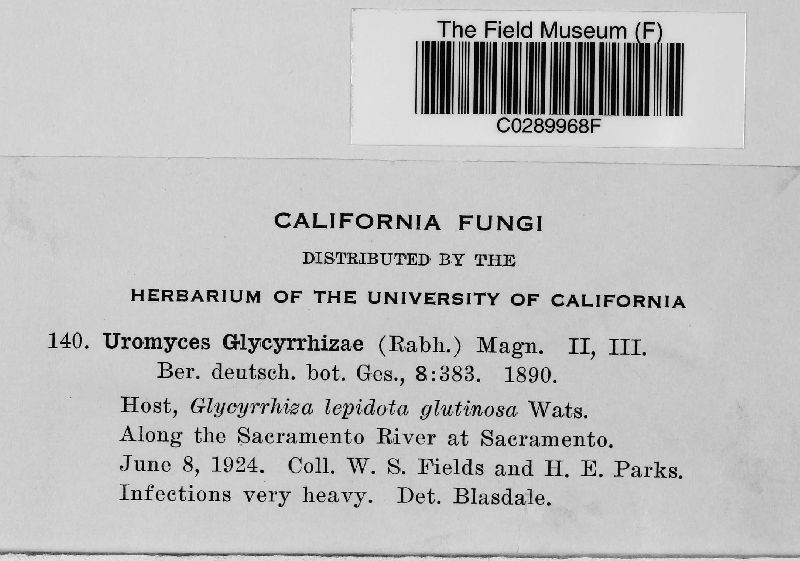 The Field Museum (F)
C0289968F
CALIFORNIA FUNGI
DISTRIBUTED BY THE
HERBARIUM OF THE UNIVERSITY OF CALIFORNIA
140. Uromyces Glycyrrhizae (Rabh.) Magn. II, III.
Ber. deutsch. bot. Ges., 8:383. 1890.
Host, Glycyrrhiza lepidota glutinosa Wats.
Along the Sacramento River at Sacramento.
June 8, 1924. Coll. W. S. Fields and H. E. Parks.
Infections very heavy. Det. Blasdale.